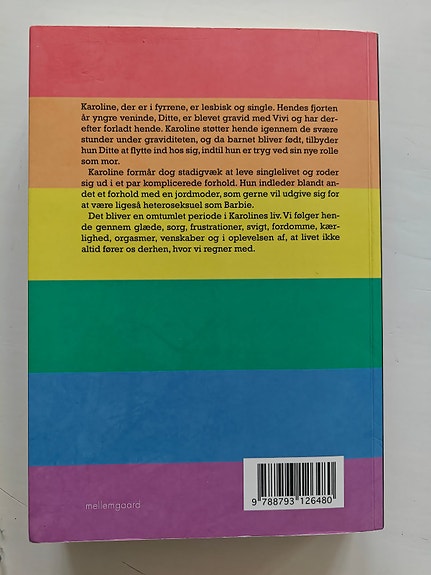 Karoline, der er i fyrrene, er lesbisk og single. Hendes fjorten
år yngre veninde, Ditte, er blevet gravid med Vivi og har der-
efter forladt hende. Karoline støtter hende igennem de svære
stunder under graviditeten, og da barnet bliver født, tilbyder
hun Ditte at flytte ind hos sig, indtil hun er tryg ved sin nye rolle
som mor.
Karoline formår dog stadigvæk at leve singlelivet og roder
sig ud i et par komplicerede forhold. Hun indleder blandt an-
det et forhold med en jordmoder, som gerne vil udgive sig for
at være ligeså heteroseksuel som Barbie.
Det bliver en omtumlet periode i Karolines liv. Vi følger hen-
de gennem glæde, sorg, frustrationer, svigt, fordomme, kær-
lighed, orgasmer, venskaber og i oplevelsen af, at livet ikke
altid fører os derhen, hvor vi regner med.
mellemgaard
9 788793 126480